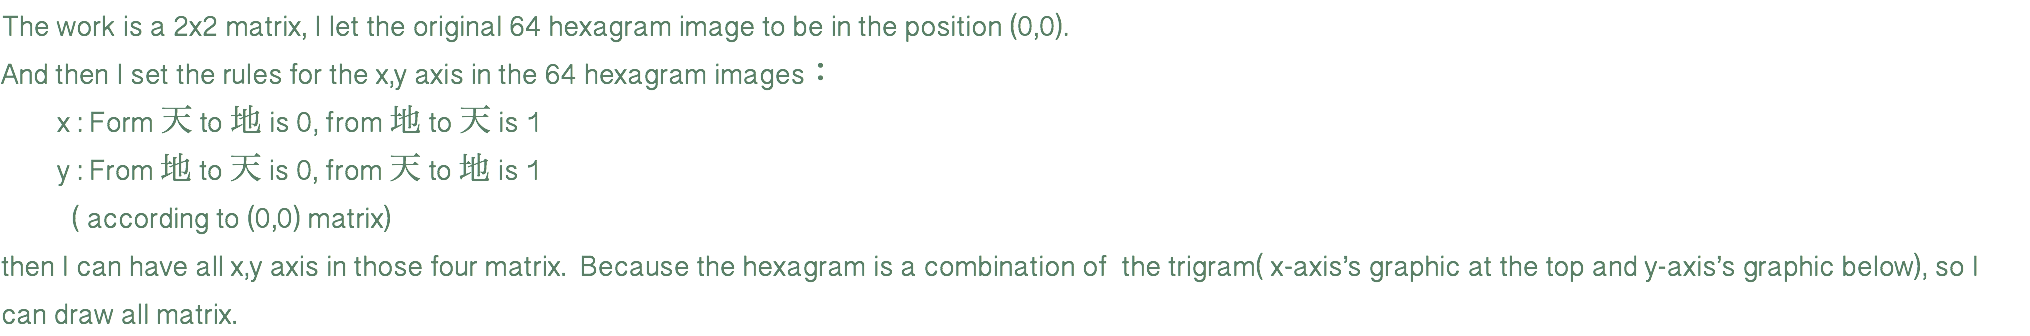 The work is a 2x2 matrix, I let the original 64 hexagram image to be in the position (0,0).
And then I set the rules for the x,y axis in the 64 hexagram images：
x : Form 天 to 地 is 0, from 地 to 天 is 1
y : From 地 to 天 is 0, from 天 to 地 is 1
( according to (0,0) matrix)
then I can have all x,y axis in those four matrix.  Because the hexagram is a combination of  the trigram( x-axis's graphic at the top and y-axis's graphic below), so I
can draw all matrix.